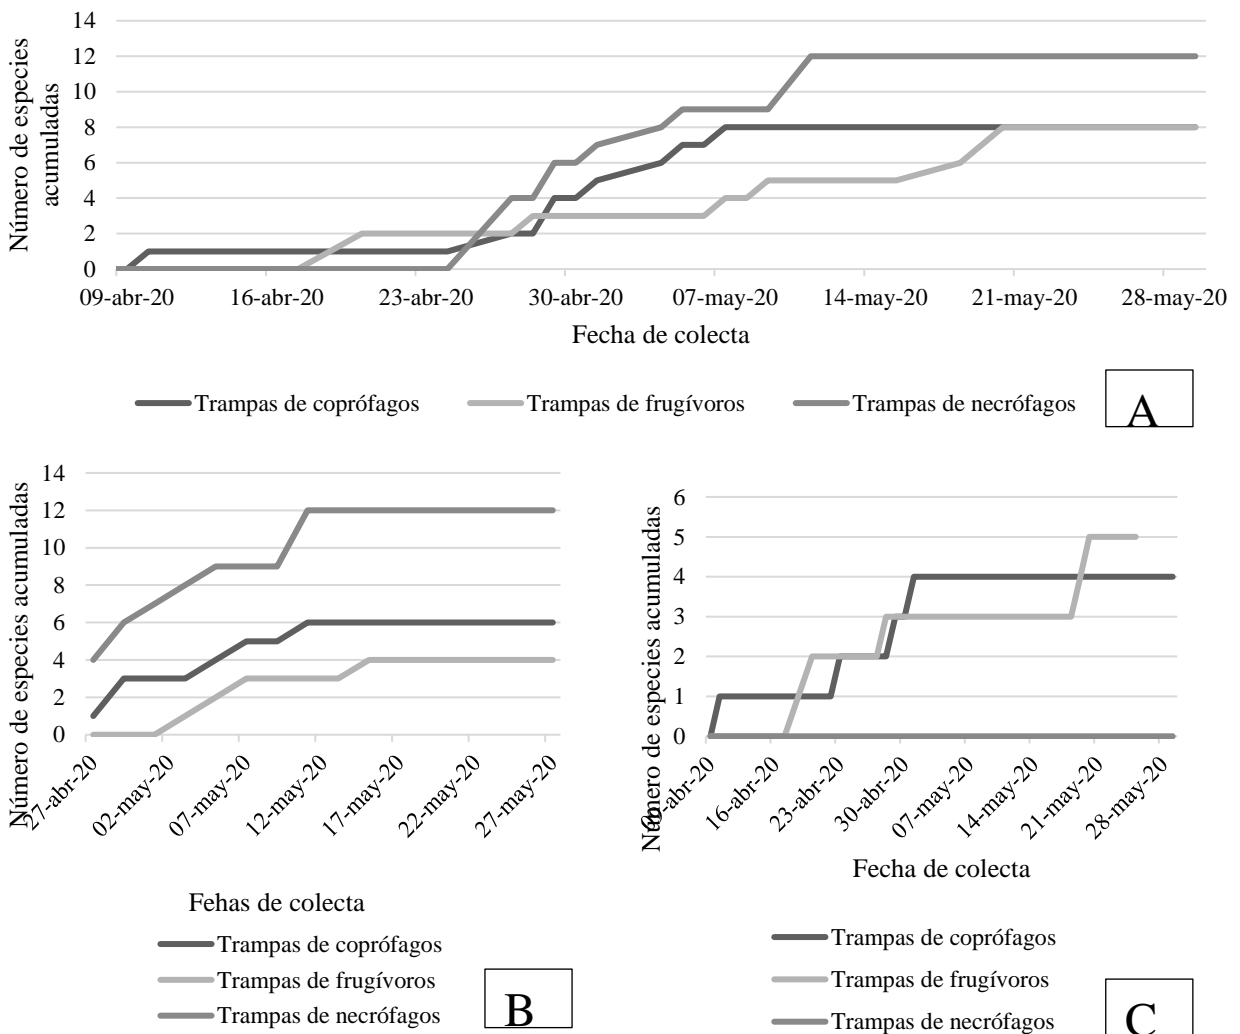 Número de especies
acumuladas
14
12
10
8
6
4
2
0
09-abr-20 16-abr-20 23-abr-20 30-abr-20 07-may-20 14-may-20 21-may-20 28-may-20
Fecha de colecta
Trampas de coprófagos Trampas de frugívoros Trampas de necrófagos
A
Número de especies acumuladas
14
12
10
8
6
4
2
0
27-abr-20 02-may-20 07-may-20 12-may-20 17-may-20 22-may-20 27-may-20
Fehas de colecta
Trampas de coprófagos
Trampas de frugívoros
Trampas de necrófagos
B
Número de especies acumuladas
6
5
4
3
2
1
0
-abr-20 16-abr-20 23-abr-20 30-abr-20 07-may-20 14-may-20 21-may-20 28-may-20
Fecha de colecta
Trampas de coprófagos
Trampas de frugívoros
Trampas de necrófagos
C